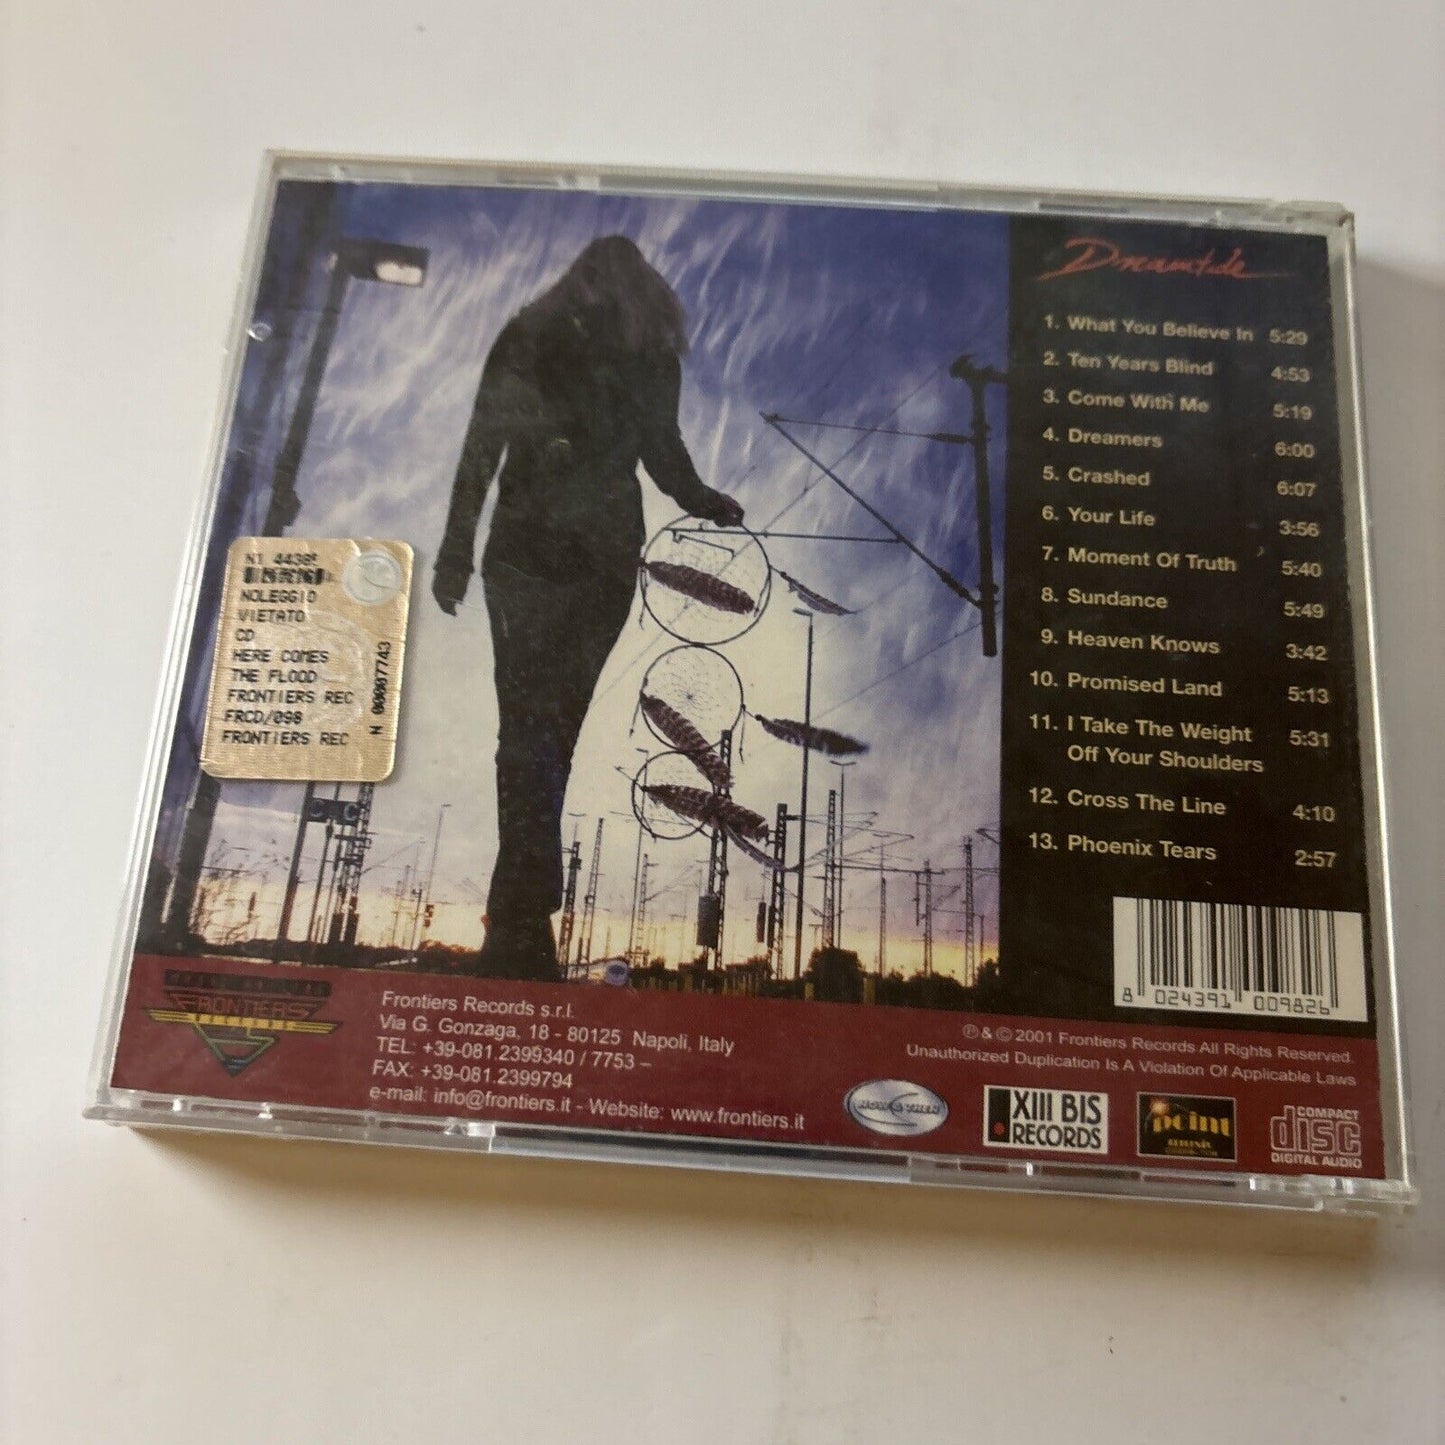 Dreamtide
1. What You Believe In 5:29
2. Ten Years Blind 4:53
3. Come With Me 5:19
4. Dreamers 6:00
5. Crashed 6:07
6. Your Life 3:56
7. Moment Of Truth 5:40
8. Sundance 5:49
9. Heaven Knows 3:42
10. Promised Land 5:13
11. I Take The Weight 5:31
Off Your Shoulders
12. Cross The Line 4:10
13. Phoenix Tears 2:57
8 024391 009826
NOLEGGIO
VIETATO
CD
HERE COMES
THE FLOOD
FRONTIERS REC
FRCD/098
FRONTIERS REC
N 00007743
FRONTIERS
RECORDS
Frontiers Records s.r.l.
Via G. Gonzaga, 18 - 80125 Napoli, Italy
TEL: +39-081.2399340 / 7753 –
FAX: +39-081.2399794
e-mail: info@frontiers.it - Website: www.frontiers.it
℗ & © 2001 Frontiers Records All Rights Reserved.
Unauthorized Duplication Is A Violation Of Applicable Laws
NOW & THEN
XIII BIS
RECORDS
point
music
COMPACT
disc
DIGITAL AUDIO